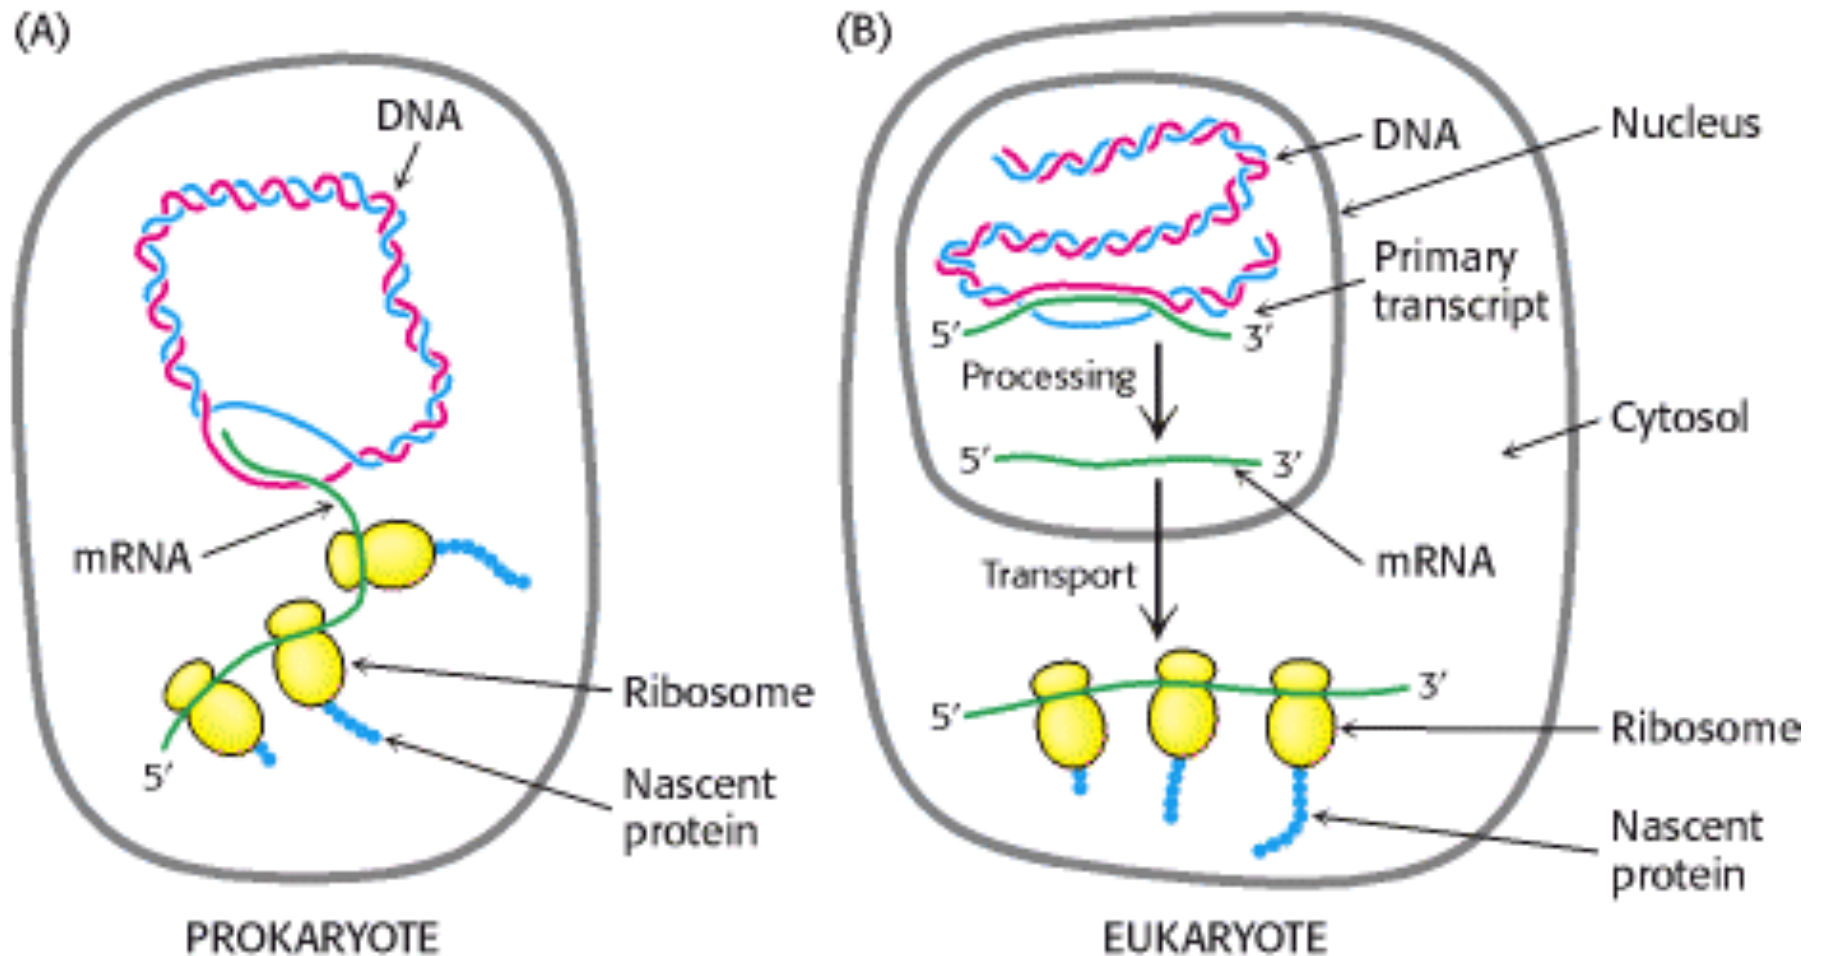 (A)
DNA
mRNA
Ribosome
5′
Nascent
protein
PROKARYOTE
(B)
DNA
Nucleus
Primary
transcript
5′
3′
Processing
Cytosol
5′
3′
mRNA
Transport
3′
5′
Ribosome
Nascent
protein
EUKARYOTE